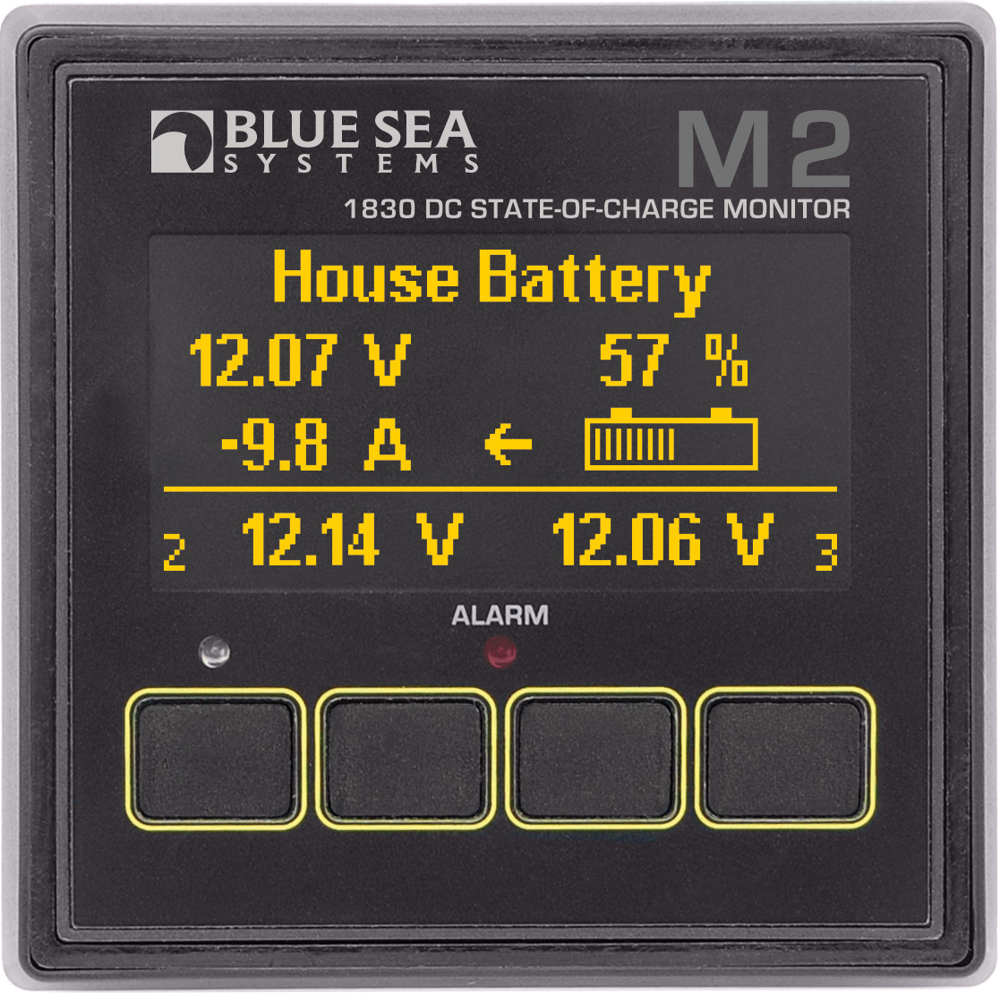 BLUE SEA
SYSTEMS
M2
1830 DC STATE-OF-CHARGE MONITOR
House Battery
12.07 V 57 %
-9.8 A ←
2 12.14 V 12.06 V 3
ALARM